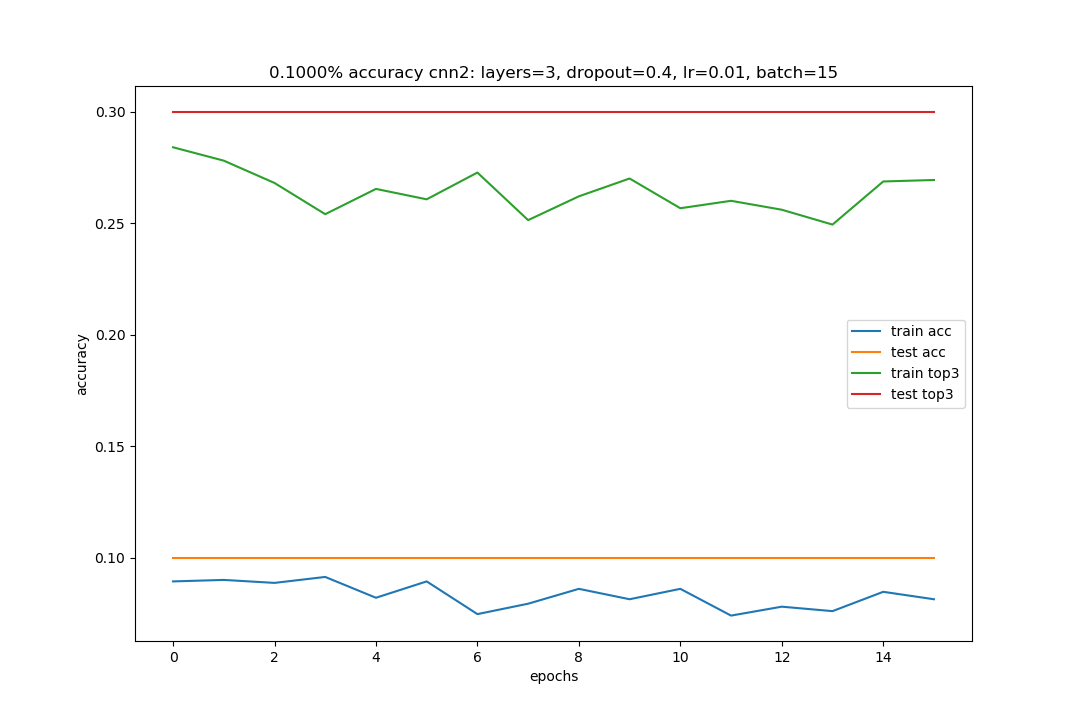 0.1000% accuracy cnn2: layers=3, dropout=0.4, lr=0.01, batch=15
0.30
0.25
0.20
0.15
0.10
accuracy
train acc
test acc
train top3
test top3
0 2 4 6 8 10 12 14
epochs